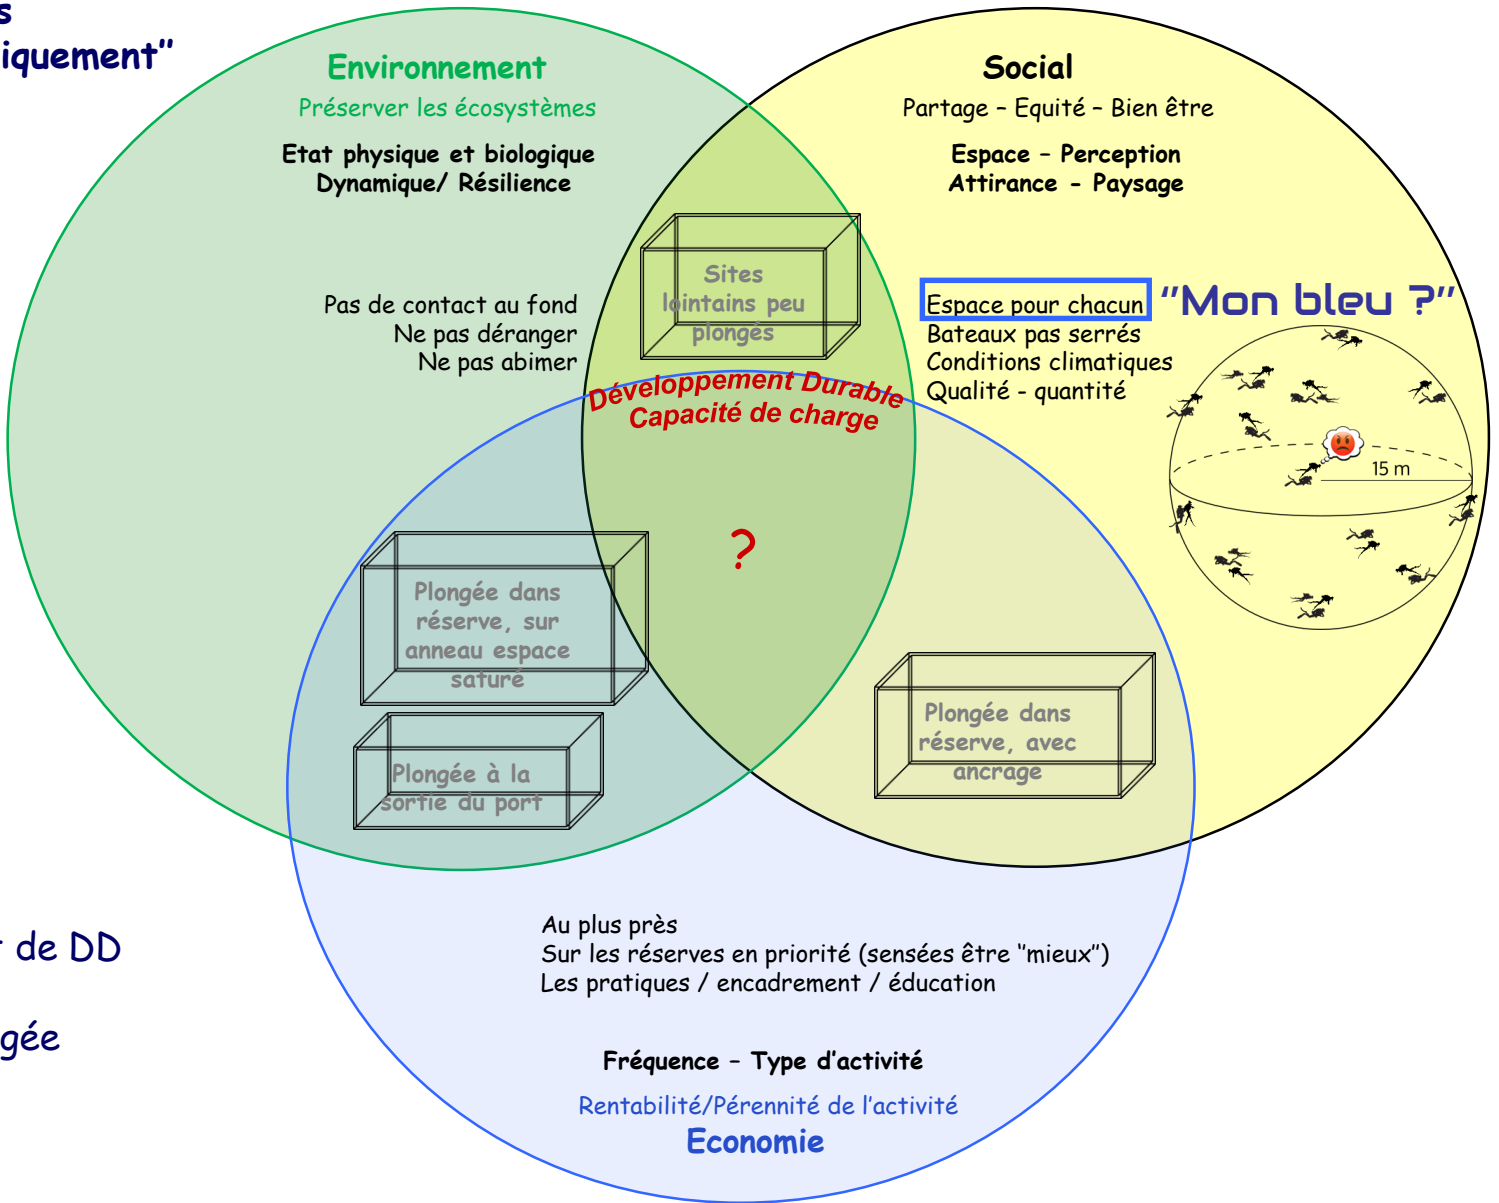 s
iquement"
Environnement
Préserver les écosystèmes
Etat physique et biologique
Dynamique/ Résilience
Social
Partage – Equité – Bien être
Espace – Perception
Attirance - Paysage
Sites
lointains peu
plongés
Pas de contact au fond
Ne pas déranger
Ne pas abimer
Espace pour chacun
Bateaux pas serrés
Conditions climatiques
Qualité - quantité
"Mon bleu ?"
15 m
Développement Durable
Capacité de charge
?
Plongée dans
réserve, sur
anneau espace
saturé
Plongée à la
sortie du port
Plongée dans
réserve, avec
ancrage
Au plus près
Sur les réserves en priorité (sensées être "mieux")
Les pratiques / encadrement / éducation
Fréquence – Type d'activité
Rentabilité/Pérennité de l'activité
Economie
de DD
gée